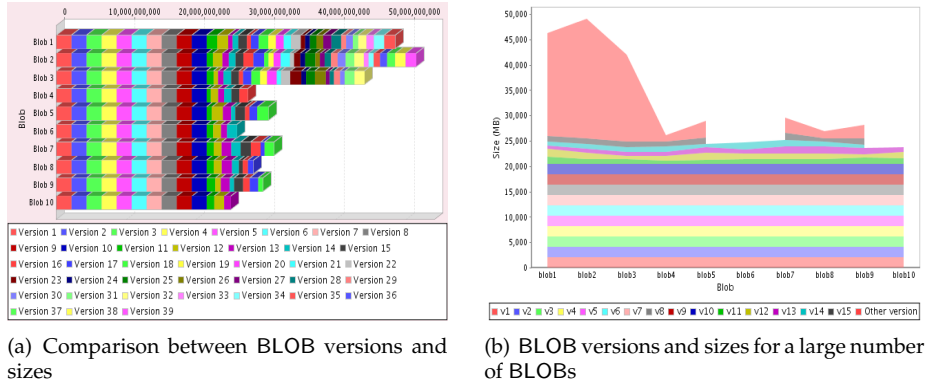 0 10,000,000,000 20,000,000,000 30,000,000,000 40,000,000,000 50,000,000,000
Blob
Blob 1
Blob 2
Blob 3
Blob 4
Blob 5
Blob 6
Blob 7
Blob 8
Blob 9
Blob 10
Version 1 Version 2 Version 3 Version 4 Version 5 Version 6 Version 7 Version 8
Version 9 Version 10 Version 11 Version 12 Version 13 Version 14 Version 15
Version 16 Version 17 Version 18 Version 19 Version 20 Version 21 Version 22
Version 23 Version 24 Version 25 Version 26 Version 27 Version 28 Version 29
Version 30 Version 31 Version 32 Version 33 Version 34 Version 35 Version 36
Version 37 Version 38 Version 39
(a) Comparison between BLOB versions and
sizes
Size (MB)
50,000
45,000
40,000
35,000
30,000
25,000
20,000
15,000
10,000
5,000
0
blob1 blob2 blob3 blob4 blob5 blob6 blob7 blob8 blob9 blob10
Blob
v1 v2 v3 v4 v5 v6 v7 v8 v9 v10 v11 v12 v13 v14 v15 Other version
(b) BLOB versions and sizes for a large number
of BLOBs